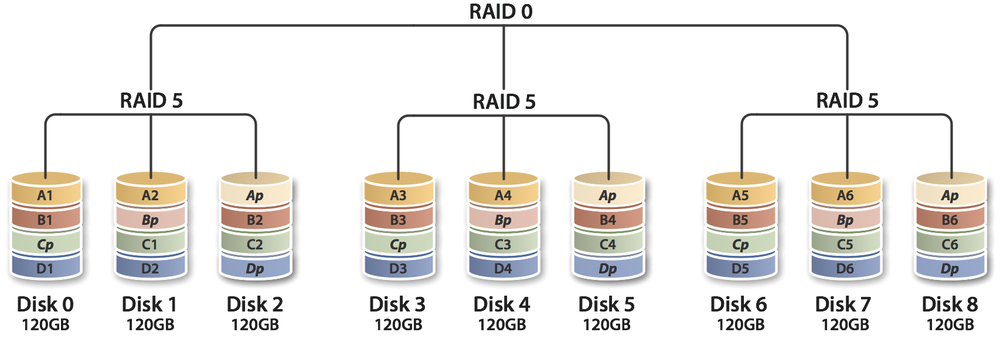 RAID 0
RAID 5 RAID 5 RAID 5
A1 A2 Ap A3 A4 Ap A5 A6 Ap
B1 Bp B2 B3 Bp B4 B5 Bp B6
Cp C1 C2 Cp C3 C4 Cp C5 C6
D1 D2 Dp D3 D4 Dp D5 D6 Dp
Disk 0 Disk 1 Disk 2 Disk 3 Disk 4 Disk 5 Disk 6 Disk 7 Disk 8
120GB 120GB 120GB 120GB 120GB 120GB 120GB 120GB 120GB